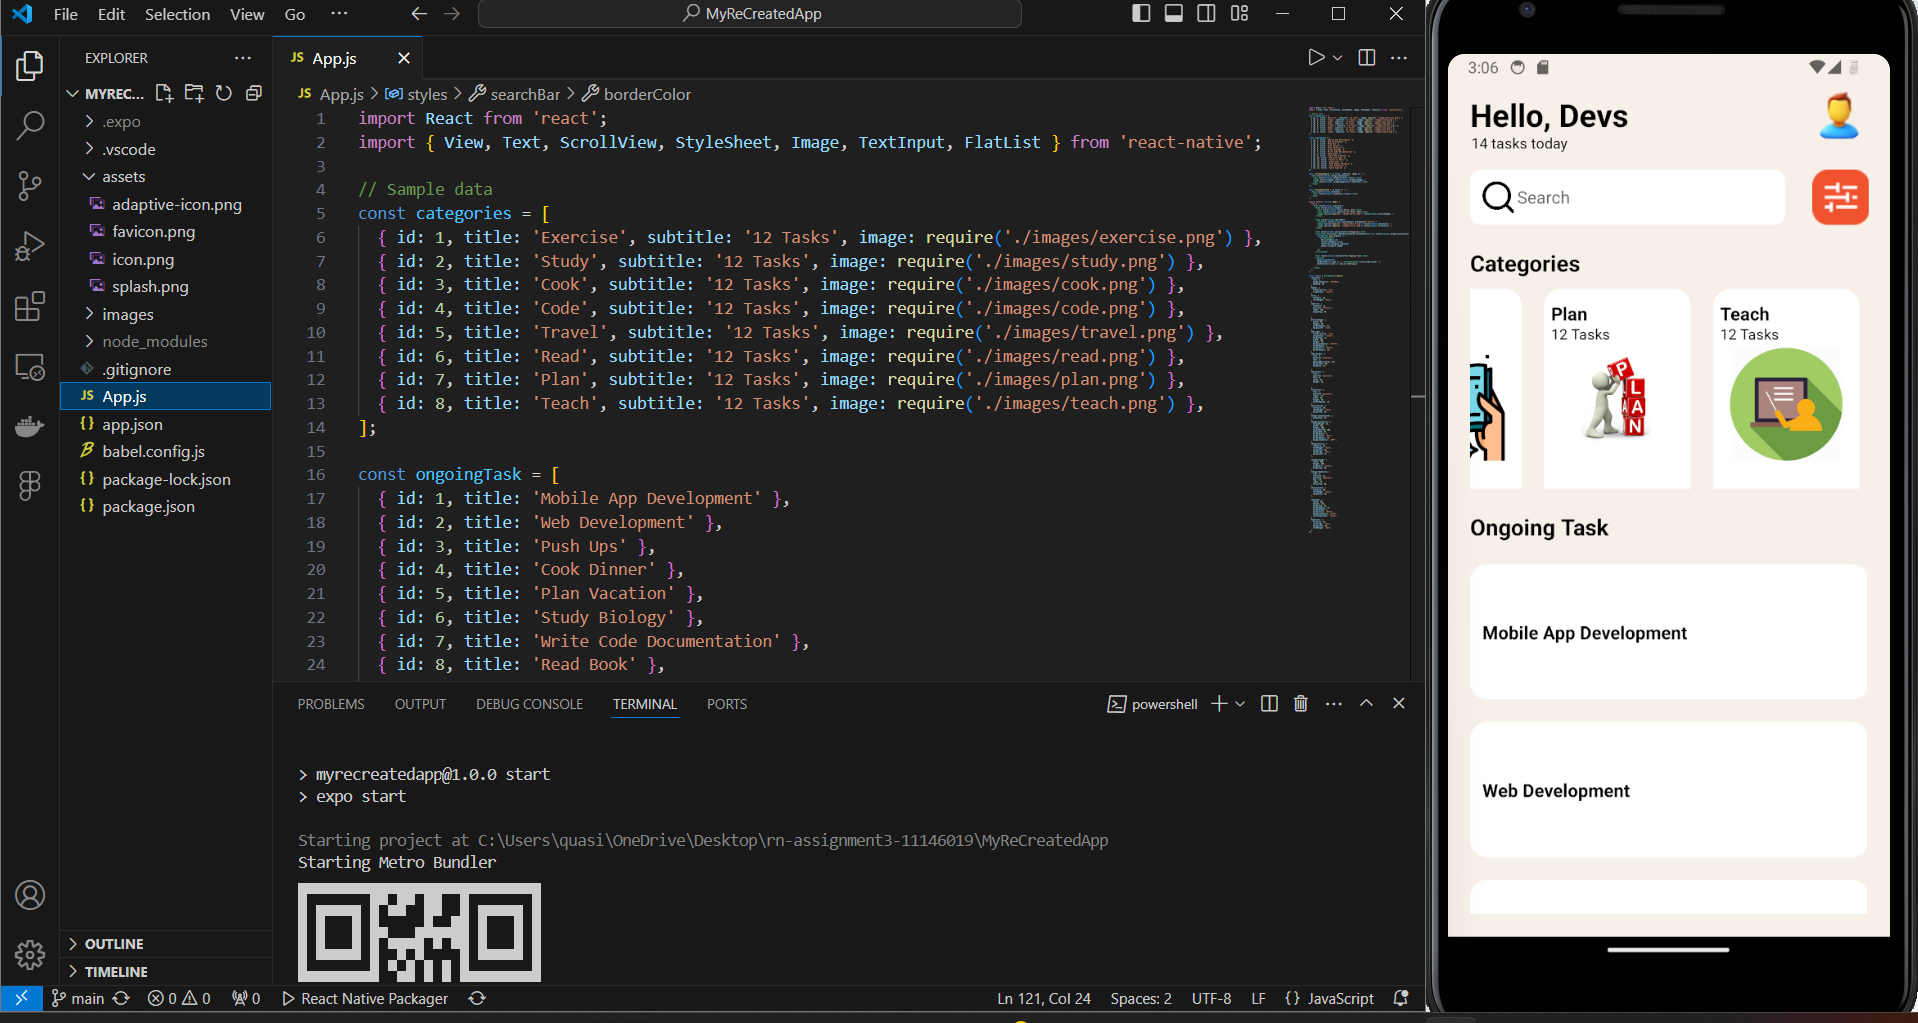 File Edit Selection View Go ···
MyReCreatedApp
EXPLORER
MYREC...
.expo
.vscode
assets
adaptive-icon.png
favicon.png
icon.png
splash.png
images
node_modules
.gitignore
JS App.js
{} app.json
babel.config.js
{} package-lock.json
{} package.json
OUTLINE
TIMELINE
JS App.js
JS App.js > styles > searchBar > borderColor
1 import React from 'react';
2 import { View, Text, ScrollView, StyleSheet, Image, TextInput, FlatList } from 'react-native';
3
4 // Sample data
5 const categories = [
6 { id: 1, title: 'Exercise', subtitle: '12 Tasks', image: require('./images/exercise.png') },
7 { id: 2, title: 'Study', subtitle: '12 Tasks', image: require('./images/study.png') },
8 { id: 3, title: 'Cook', subtitle: '12 Tasks', image: require('./images/cook.png') },
9 { id: 4, title: 'Code', subtitle: '12 Tasks', image: require('./images/code.png') },
10 { id: 5, title: 'Travel', subtitle: '12 Tasks', image: require('./images/travel.png') },
11 { id: 6, title: 'Read', subtitle: '12 Tasks', image: require('./images/read.png') },
12 { id: 7, title: 'Plan', subtitle: '12 Tasks', image: require('./images/plan.png') },
13 { id: 8, title: 'Teach', subtitle: '12 Tasks', image: require('./images/teach.png') },
14 ];
15
16 const ongoingTask = [
17 { id: 1, title: 'Mobile App Development' },
18 { id: 2, title: 'Web Development' },
19 { id: 3, title: 'Push Ups' },
20 { id: 4, title: 'Cook Dinner' },
21 { id: 5, title: 'Plan Vacation' },
22 { id: 6, title: 'Study Biology' },
23 { id: 7, title: 'Write Code Documentation' },
24 { id: 8, title: 'Read Book' },
PROBLEMS OUTPUT DEBUG CONSOLE TERMINAL PORTS
powershell
> myrecreatedapp@1.0.0 start
> expo start
Starting project at C:\Users\quasi\OneDrive\Desktop\rn-assignment3-11146019\MyReCreatedApp
Starting Metro Bundler
main 0 0 0 React Native Packager
Ln 121, Col 24 Spaces: 2 UTF-8 LF {} JavaScript
3:06
Hello, Devs
14 tasks today
Search
Categories
Plan
12 Tasks
PLAN
Teach
12 Tasks
Ongoing Task
Mobile App Development
Web Development